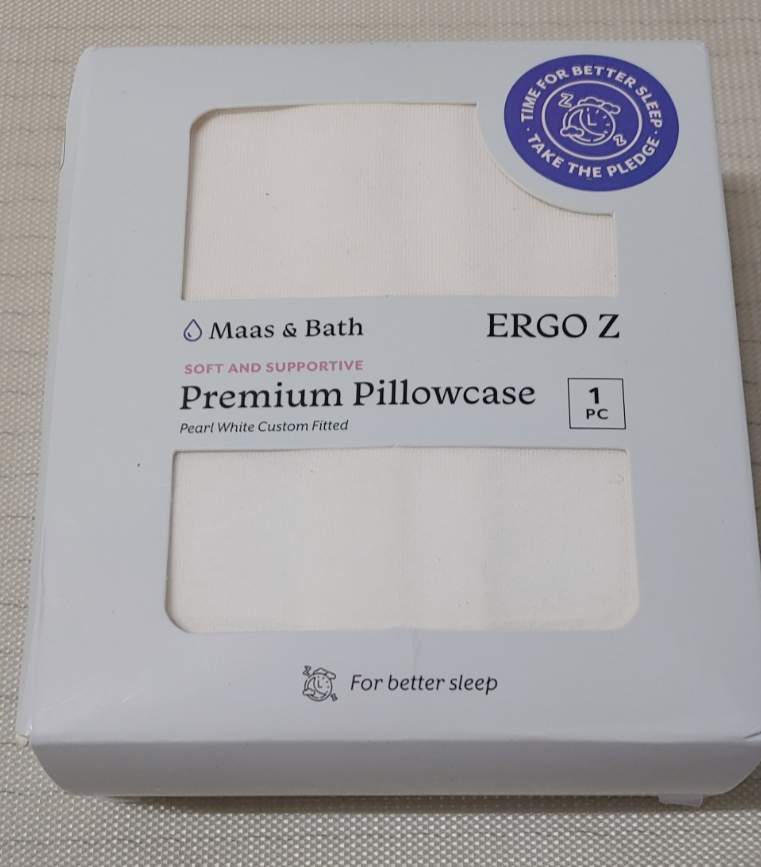 TIME FOR BETTER SLEEP
· TAKE THE PLEDGE ·
Maas & Bath
ERGO Z
SOFT AND SUPPORTIVE
Premium Pillowcase
1
PC
Pearl White Custom Fitted
For better sleep